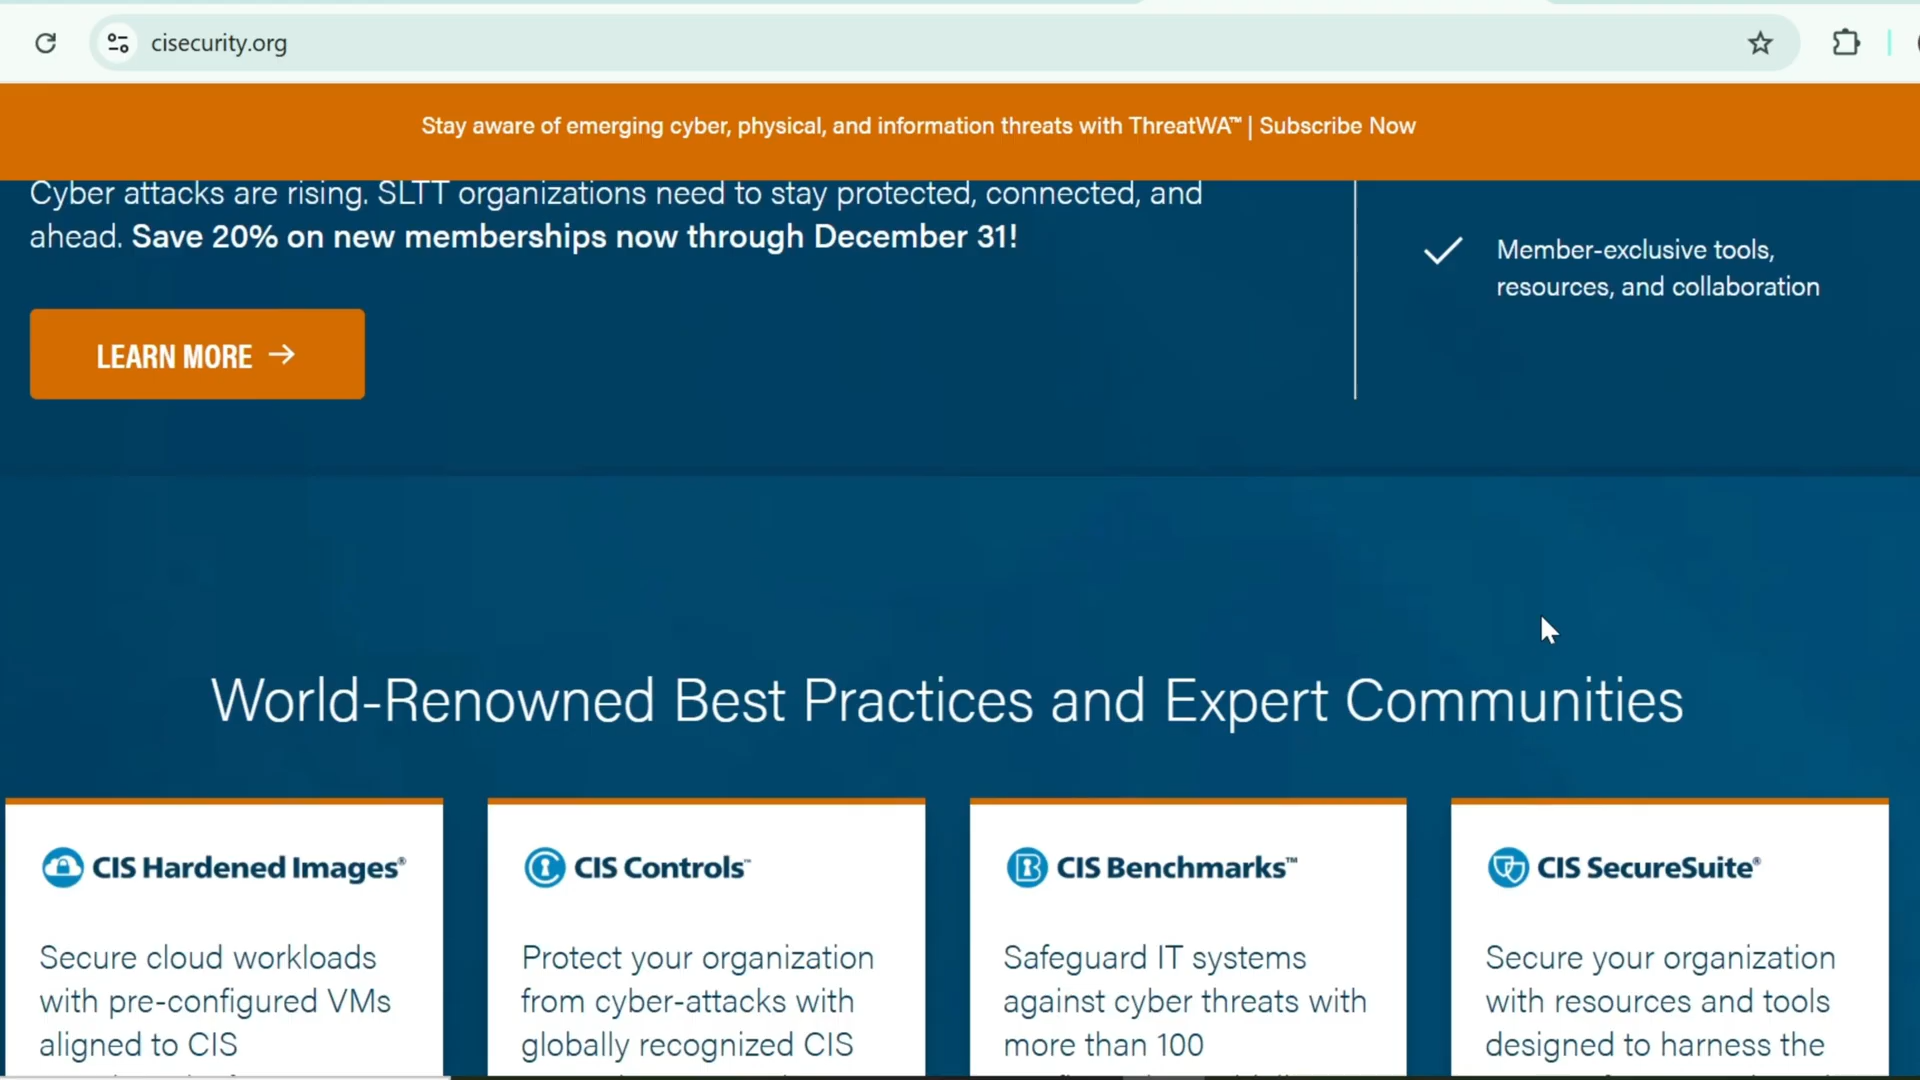 cisecurity.org
Stay aware of emerging cyber, physical, and information threats with ThreatWA™ | Subscribe Now
Cyber attacks are rising. SLTT organizations need to stay protected, connected, and
ahead. Save 20% on new memberships now through December 31!
Member-exclusive tools,
resources, and collaboration
LEARN MORE →
World-Renowned Best Practices and Expert Communities
CIS Hardened Images®
Secure cloud workloads
with pre-configured VMs
aligned to CIS
CIS Controls™
Protect your organization
from cyber-attacks with
globally recognized CIS
CIS Benchmarks™
Safeguard IT systems
against cyber threats with
more than 100
CIS SecureSuite®
Secure your organization
with resources and tools
designed to harness the